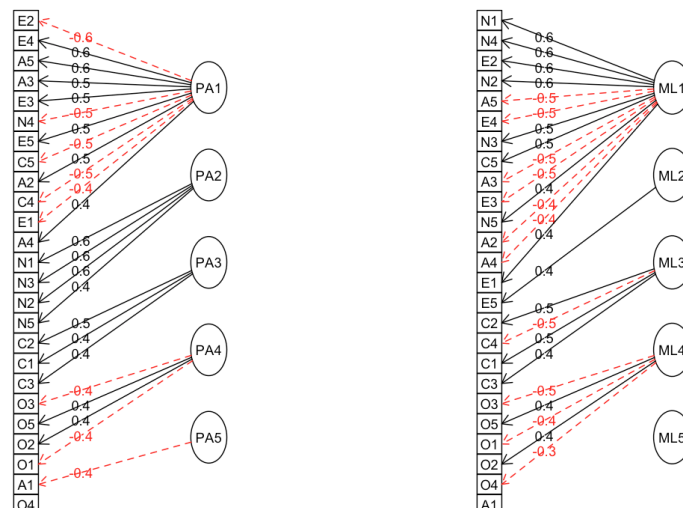 E2
E4
A5
A3
E3
N4
E5
C5
A2
C4
E1
A4
N1
N3
N2
N5
C2
C1
C3
O3
O5
O2
O1
A1
O4
-0.6
0.6
0.6
0.5
0.5
-0.5
0.5
-0.5
0.5
-0.5
-0.4
0.4
0.6
0.6
0.6
0.4
0.5
0.4
0.4
-0.4
0.4
0.4
-0.4
-0.4
PA1
PA2
PA3
PA4
PA5
N1
N4
E2
N2
A5
E4
N3
C5
A3
E3
N5
A2
A4
E1
E5
C2
C4
C1
C3
O3
O5
O1
O2
O4
A1
0.6
0.6
0.6
0.6
-0.5
-0.5
0.5
0.5
-0.5
-0.5
0.4
-0.4
-0.4
0.4
0.4
0.5
-0.5
0.5
0.4
-0.5
0.4
-0.4
0.4
-0.3
ML1
ML2
ML3
ML4
ML5